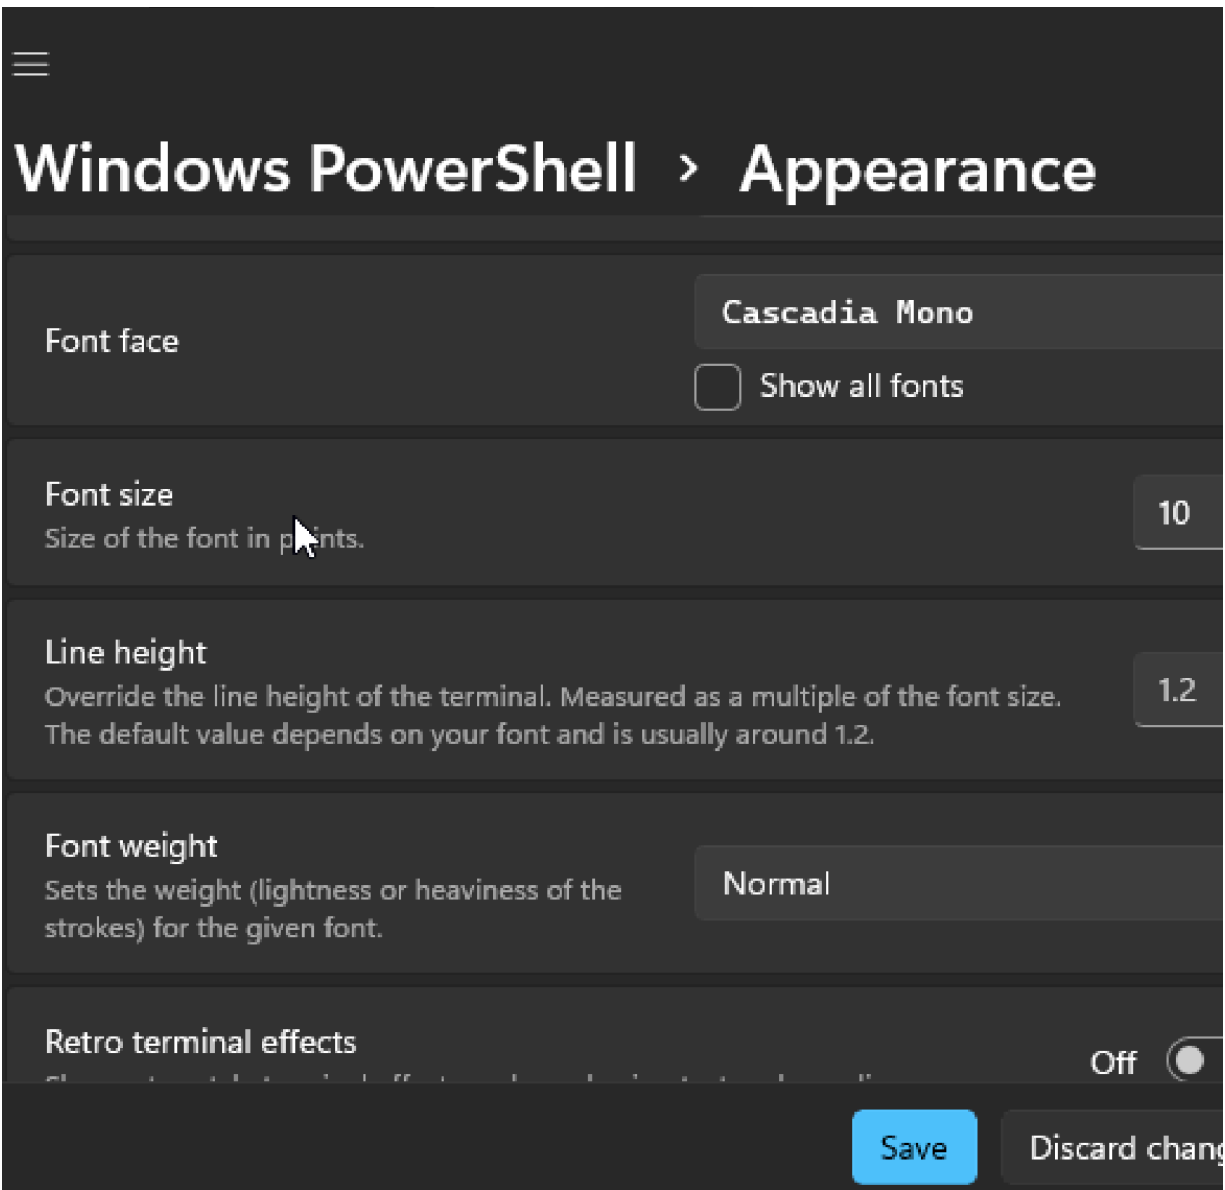 Windows PowerShell > Appearance
Font face
Cascadia Mono
Show all fonts
Font size
Size of the font in
10
Line height
Override the line height of the terminal. Measured as a multiple of the font size.
The default value depends on your font and is usually around 1.2.
1.2
Font weight
Sets the weight (lightness or heaviness of the
strokes) for the given font.
Normal
Retro terminal effects
Off
Save
Discard